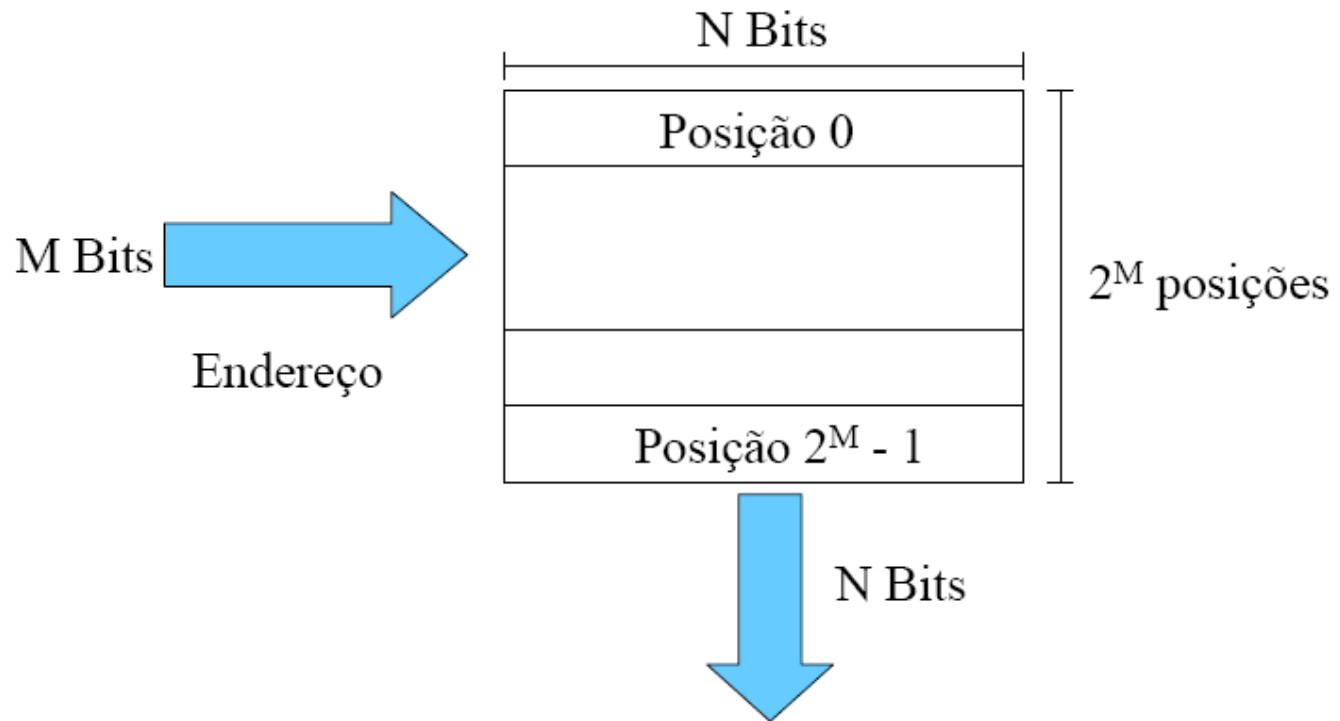 N Bits
Posição 0
M Bits
2^M posições
Endereço
Posição 2^M - 1
N Bits